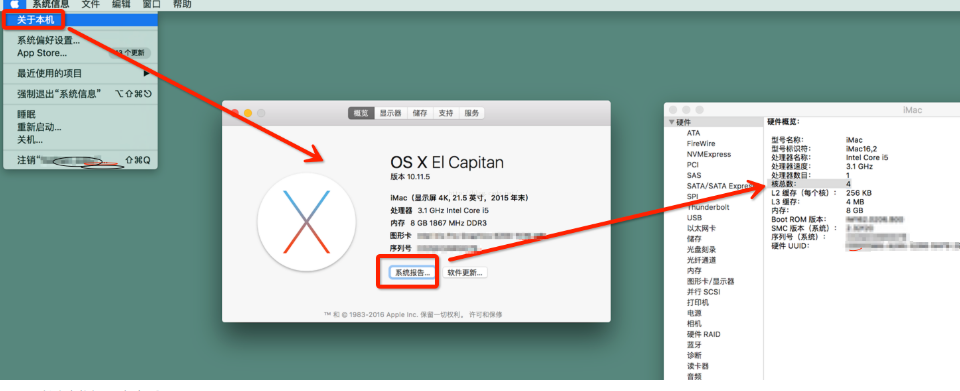 系统信息 文件 编辑 窗口 帮助
关于本机
系统偏好设置...
App Store... 个更新
最近使用的项目
强制退出“系统信息” ⌥⇧⌘⎋
睡眠
重新启动...
关机...
注销“ ⇧⌘Q
概览 显示器 储存 支持 服务
OS X El Capitan
版本 10.11.5
iMac（显示屏 4K, 21.5 英寸，2015 年末）
处理器 3.1 GHz Intel Core i5
内存 8 GB 1867 MHz DDR3
图形卡
序列号
系统报告... 软件更新...
™ 和 © 1983-2016 Apple Inc. 保留一切权利。 许可和保修
iMac
▼硬件
ATA
FireWire
NVMExpress
PCI
SAS
SATA/SATA Express
SPI
Thunderbolt
USB
以太网卡
储存
光盘刻录
光纤通道
内存
图形卡/显示器
并行 SCSI
打印机
电源
相机
硬件 RAID
蓝牙
诊断
读卡器
音频
硬件概览：
型号名称： iMac
型号标识符： iMac16,2
处理器名称： Intel Core i5
处理器速度： 3.1 GHz
处理器数目： 1
核总数： 4
L2 缓存（每个核）： 256 KB
L3 缓存： 4 MB
内存： 8 GB
Boot ROM 版本：
SMC 版本（系统）：
序列号（系统）：
硬件 UUID：